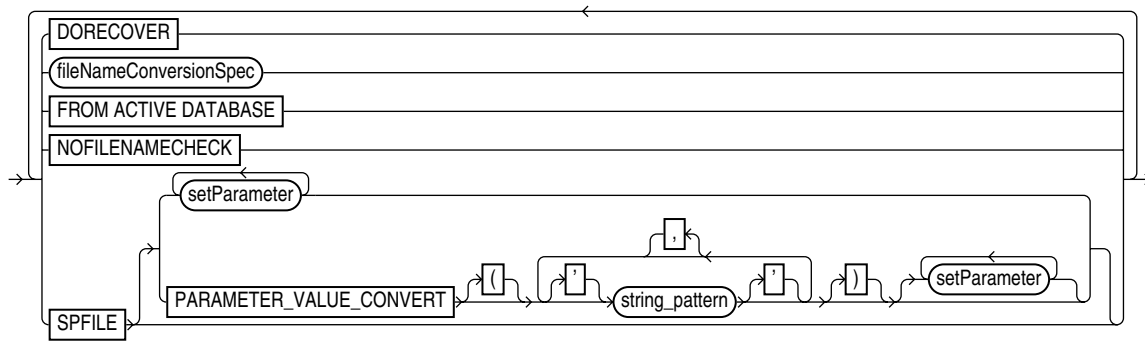 DORECOVER
fileNameConversionSpec
FROM ACTIVE DATABASE
NOFILENAMECHECK
setParameter
,
PARAMETER_VALUE_CONVERT ( ’ string_pattern ’ ) setParameter
SPFILE